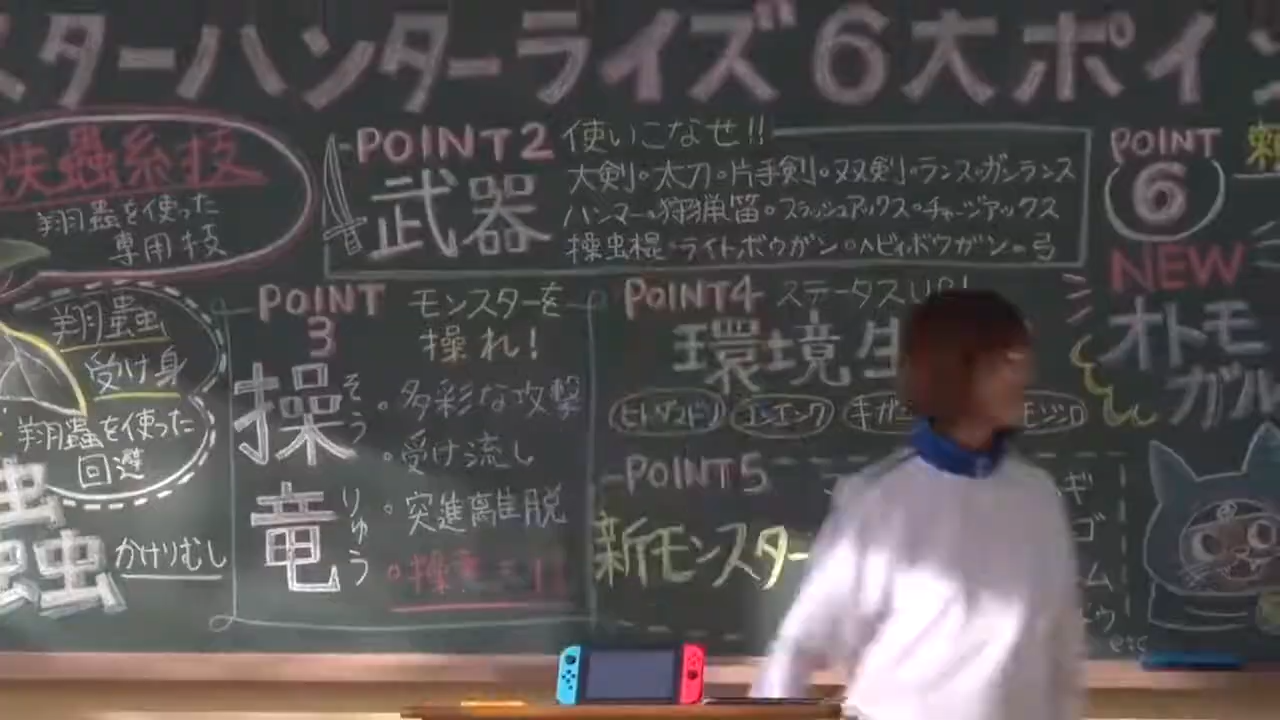 スターハンターライズ6大ポイン
鉄蟲糸技
翔蟲を使った
専用技
翔蟲
受け身
翔蟲を使った
回避
かけりむし
POINT2 使いこなせ!!
武器
大剣。太刀。片手剣。双剣。ランス。ガンランス
ハンマー。狩猟笛。スラッシュアックス。チャージアックス
操虫棍。ライトボウガン。ヘビィボウガン。弓
POINT
3
モンスターを
操れ!
操竜
そう
りゅう
。多彩な攻撃
。受け流し
。突進離脱
POINT4 ステータスUP!
環境生
POINT5
新モンスター
ギ
ゴ
ム
ドウ
etc
POINT
6
NEW
オトモ
ガル